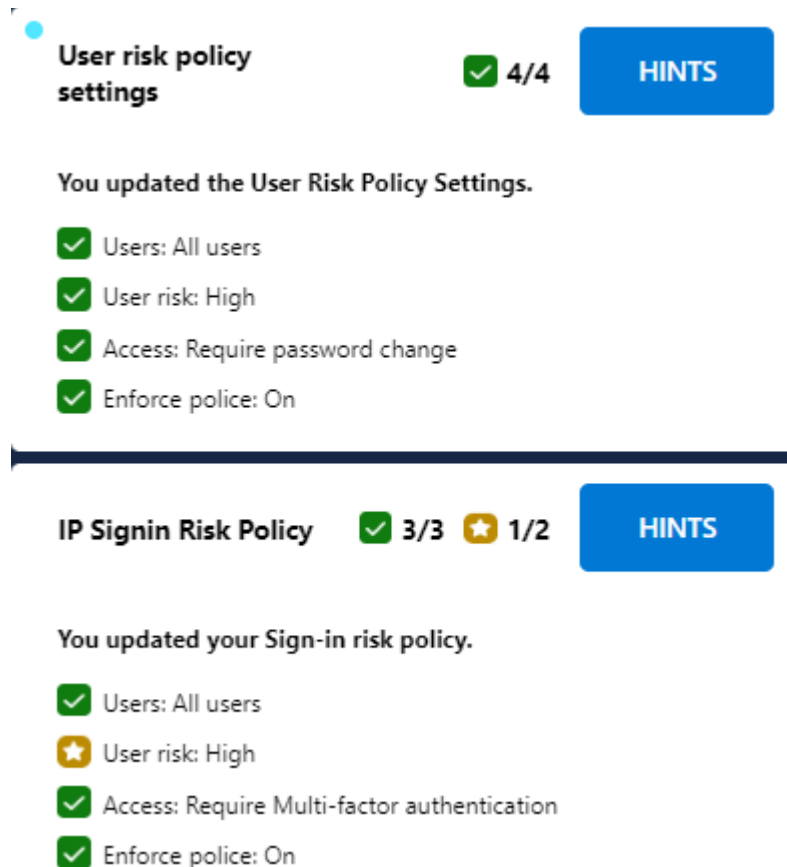 User risk policy
settings
4/4
HINTS
You updated the User Risk Policy Settings.
Users: All users
User risk: High
Access: Require password change
Enforce police: On
IP Signin Risk Policy 3/3 1/2 HINTS
You updated your Sign-in risk policy.
Users: All users
User risk: High
Access: Require Multi-factor authentication
Enforce police: On